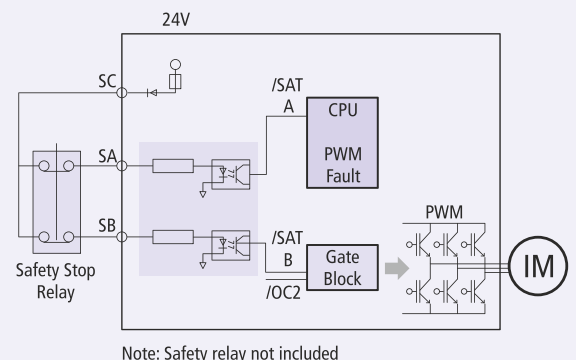 24V
SC
/SAT
A
CPU
PWM
Fault
SA
SB
PWM
/SAT
B
Gate
Block
IM
/OC2
Safety Stop
Relay
Note: Safety relay not included